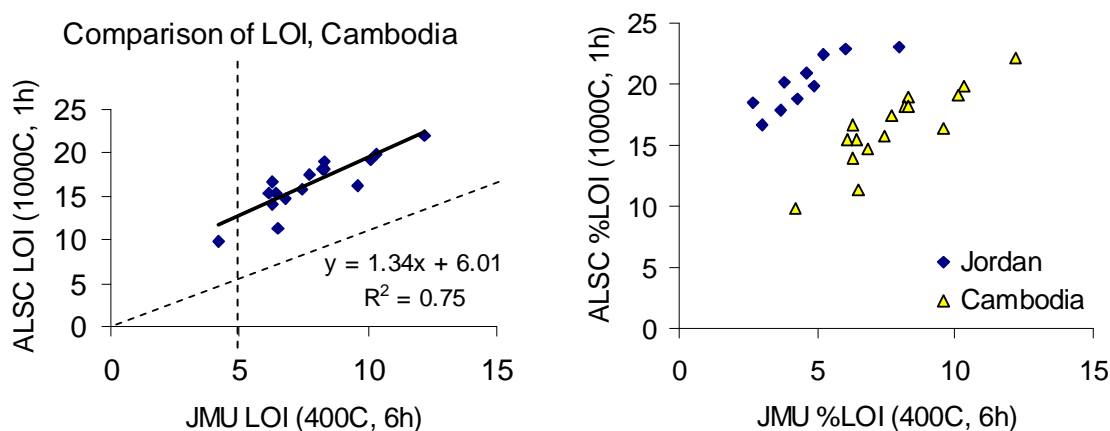 Comparison of LOI, Cambodia
ALSC LOI (1000C, 1h)
25
20
15
10
5
0
y = 1.34x + 6.01
R² = 0.75
0 5 10 15
JMU LOI (400C, 6h)
ALSC %LOI (1000C, 1h)
25
20
15
10
5
0
Jordan
Cambodia
0 5 10 15
JMU %LOI (400C, 6h)